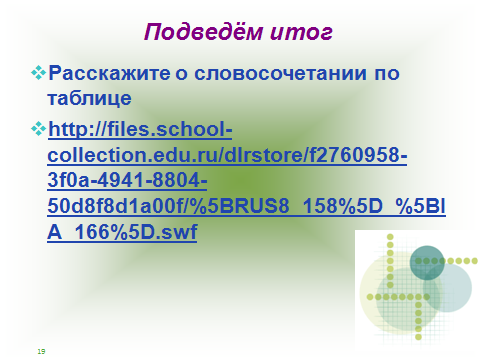 Подведём итог
Расскажите о словосочетании по
таблице
http://files.school-
collection.edu.ru/dlrstore/f2760958-
3f0a-4941-8804-
50d8f8d1a00f/%5BRUS8_158%5D_%5BI
A_166%5D.swf
19